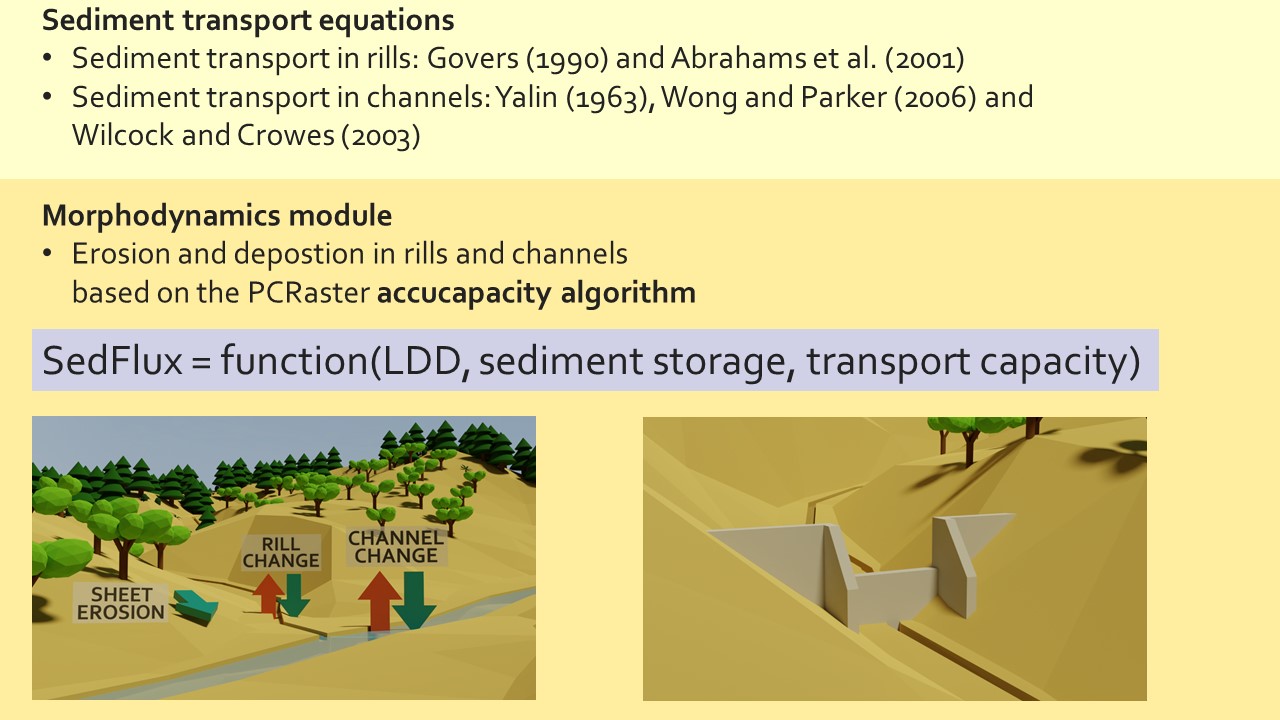 Sediment transport equations
• Sediment transport in rills: Govers (1990) and Abrahams et al. (2001)
• Sediment transport in channels: Yalin (1963), Wong and Parker (2006) and
Wilcock and Crowes (2003)
Morphodynamics module
• Erosion and depostion in rills and channels
based on the PCRaster accucapacity algorithm
SedFlux = function(LDD, sediment storage, transport capacity)
RILL
CHANGE
CHANNEL
CHANGE
SHEET
EROSION